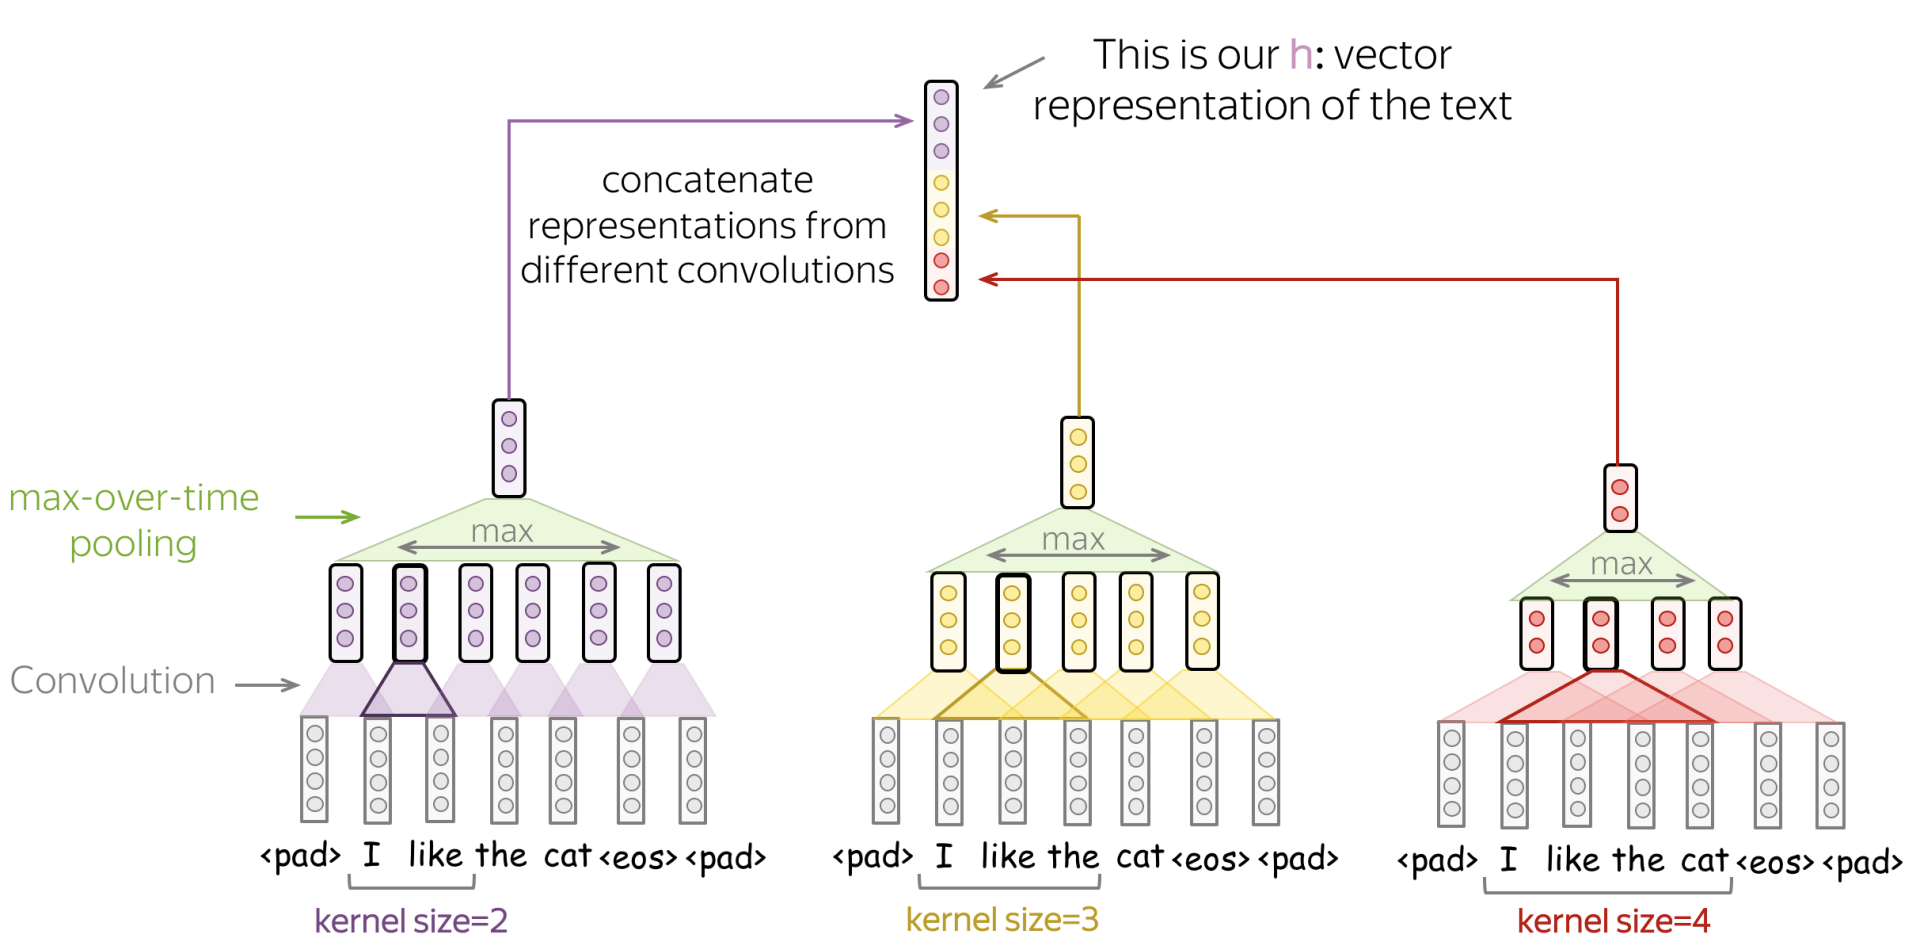 This is our h: vector
representation of the text
concatenate
representations from
different convolutions
max-over-time
pooling
max
max
max
Convolution
<pad> I like the cat <eos> <pad>
<pad> I like the cat <eos> <pad>
<pad> I like the cat <eos> <pad>
kernel size=2
kernel size=3
kernel size=4